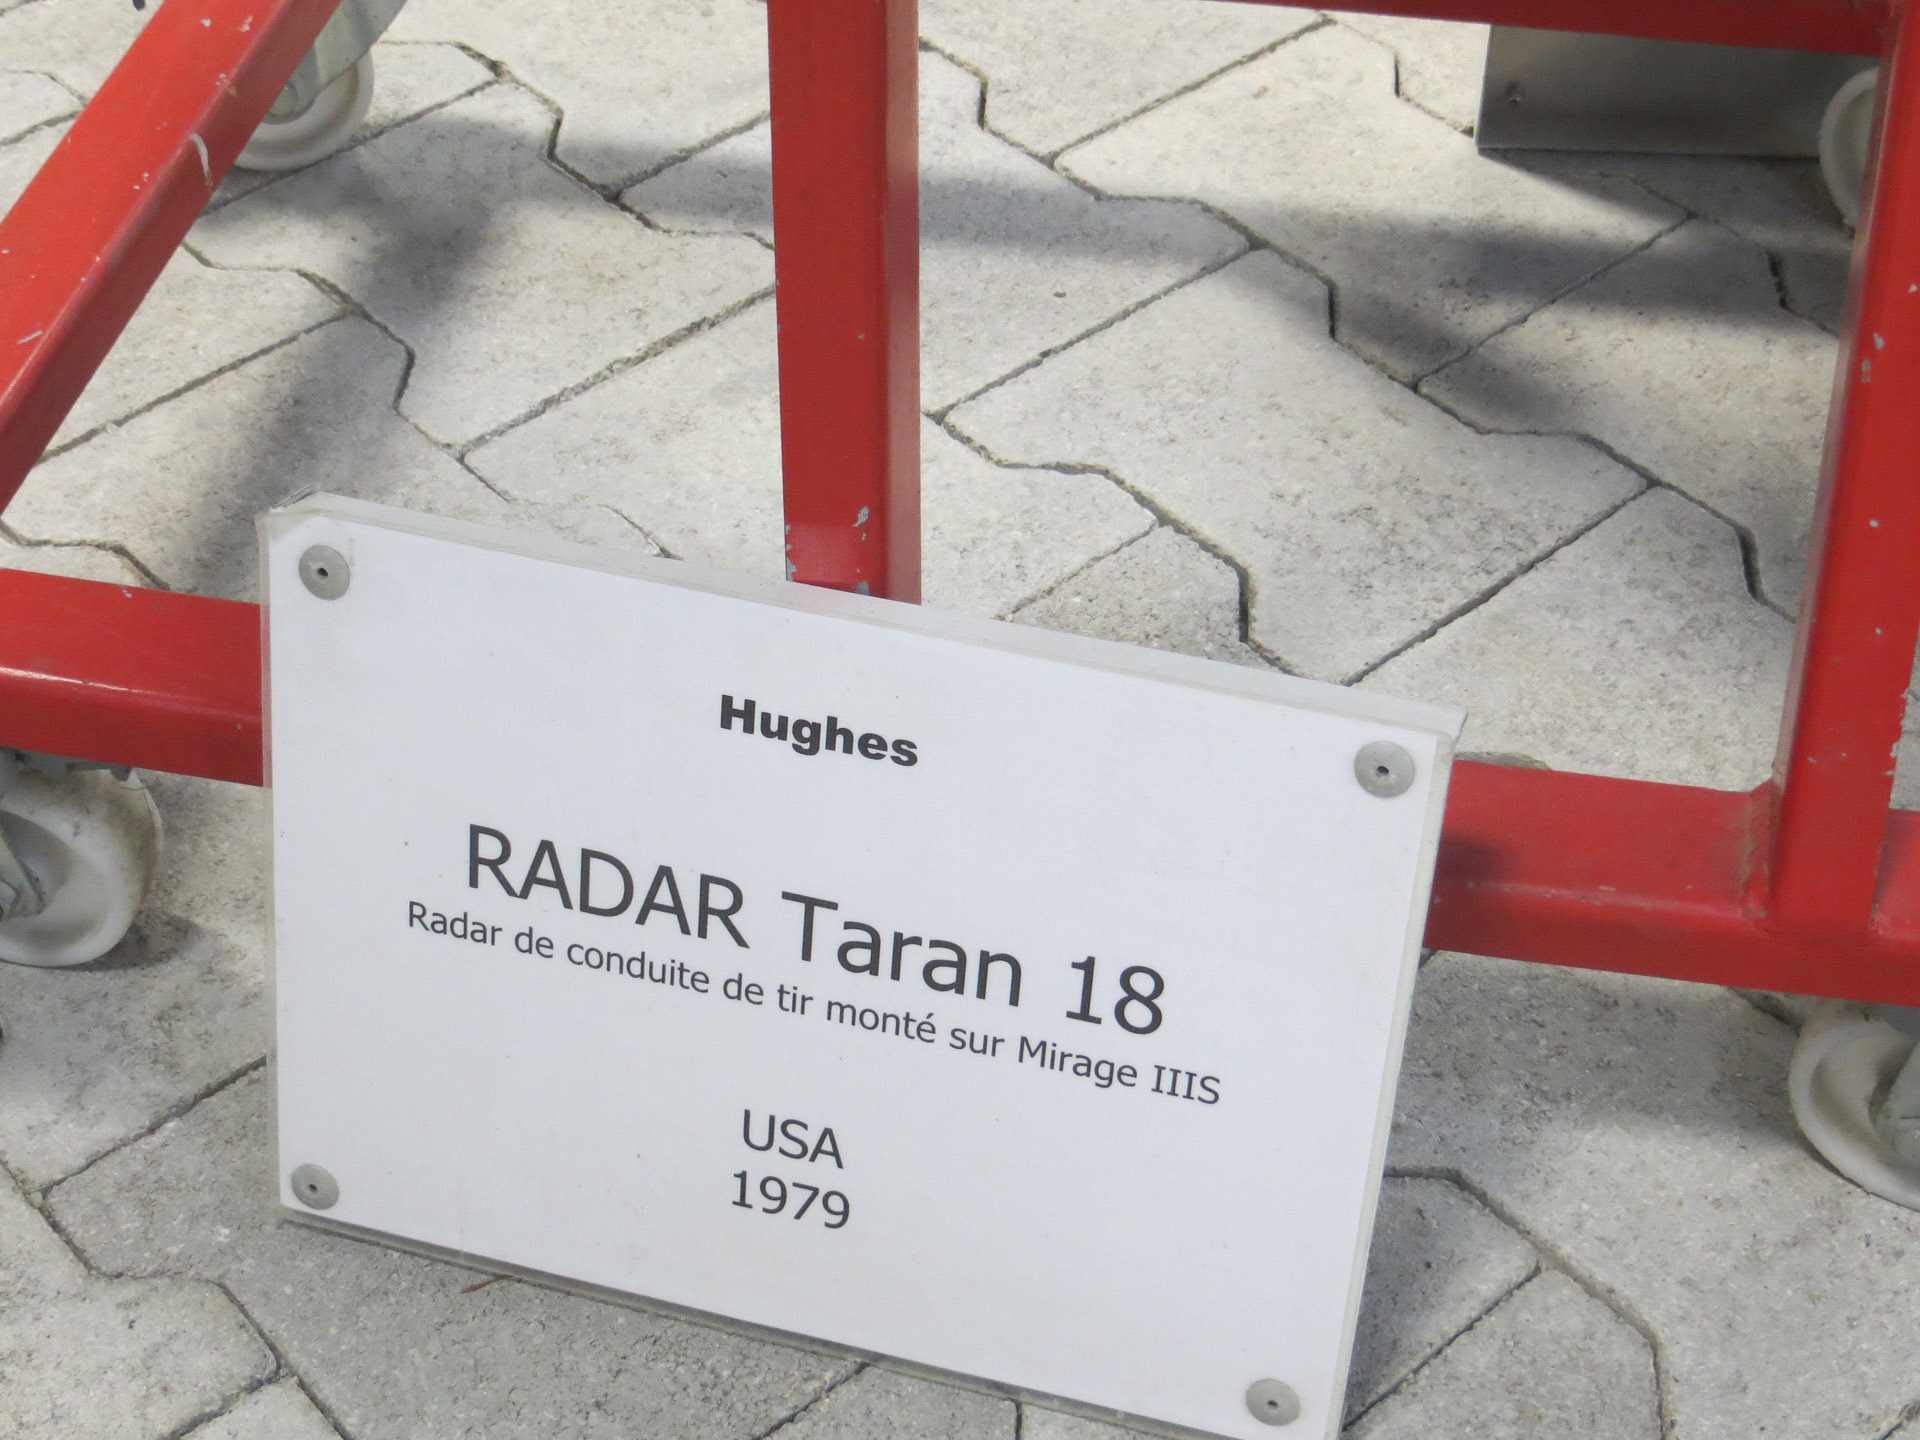 Hughes
RADAR Taran 18
Radar de conduite de tir monté sur Mirage IIIS
USA
1979